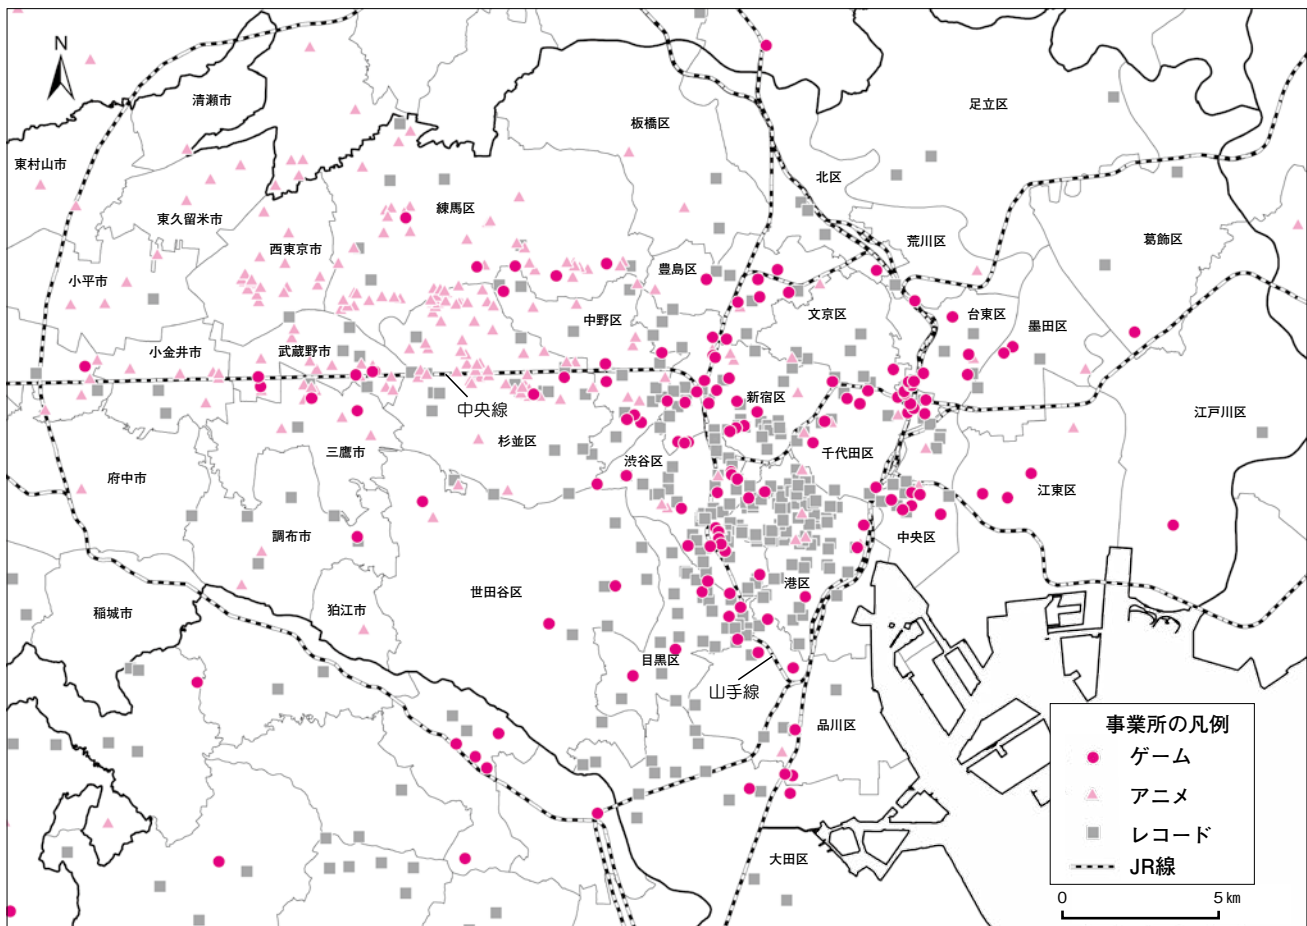 N
清瀬市
足立区
板橋区
東村山市
北区
練馬区
東久留米市
荒川区
葛飾区
西東京市
豊島区
小平市
文京区
台東区
中野区
墨田区
小金井市
武蔵野市
中央線
新宿区
江戸川区
杉並区
三鷹市
千代田区
渋谷区
府中市
江東区
調布市
中央区
港区
世田谷区
稲城市
狛江市
目黒区
山手線
品川区
大田区
事業所の凡例
ゲーム
アニメ
レコード
JR線
0 5 km